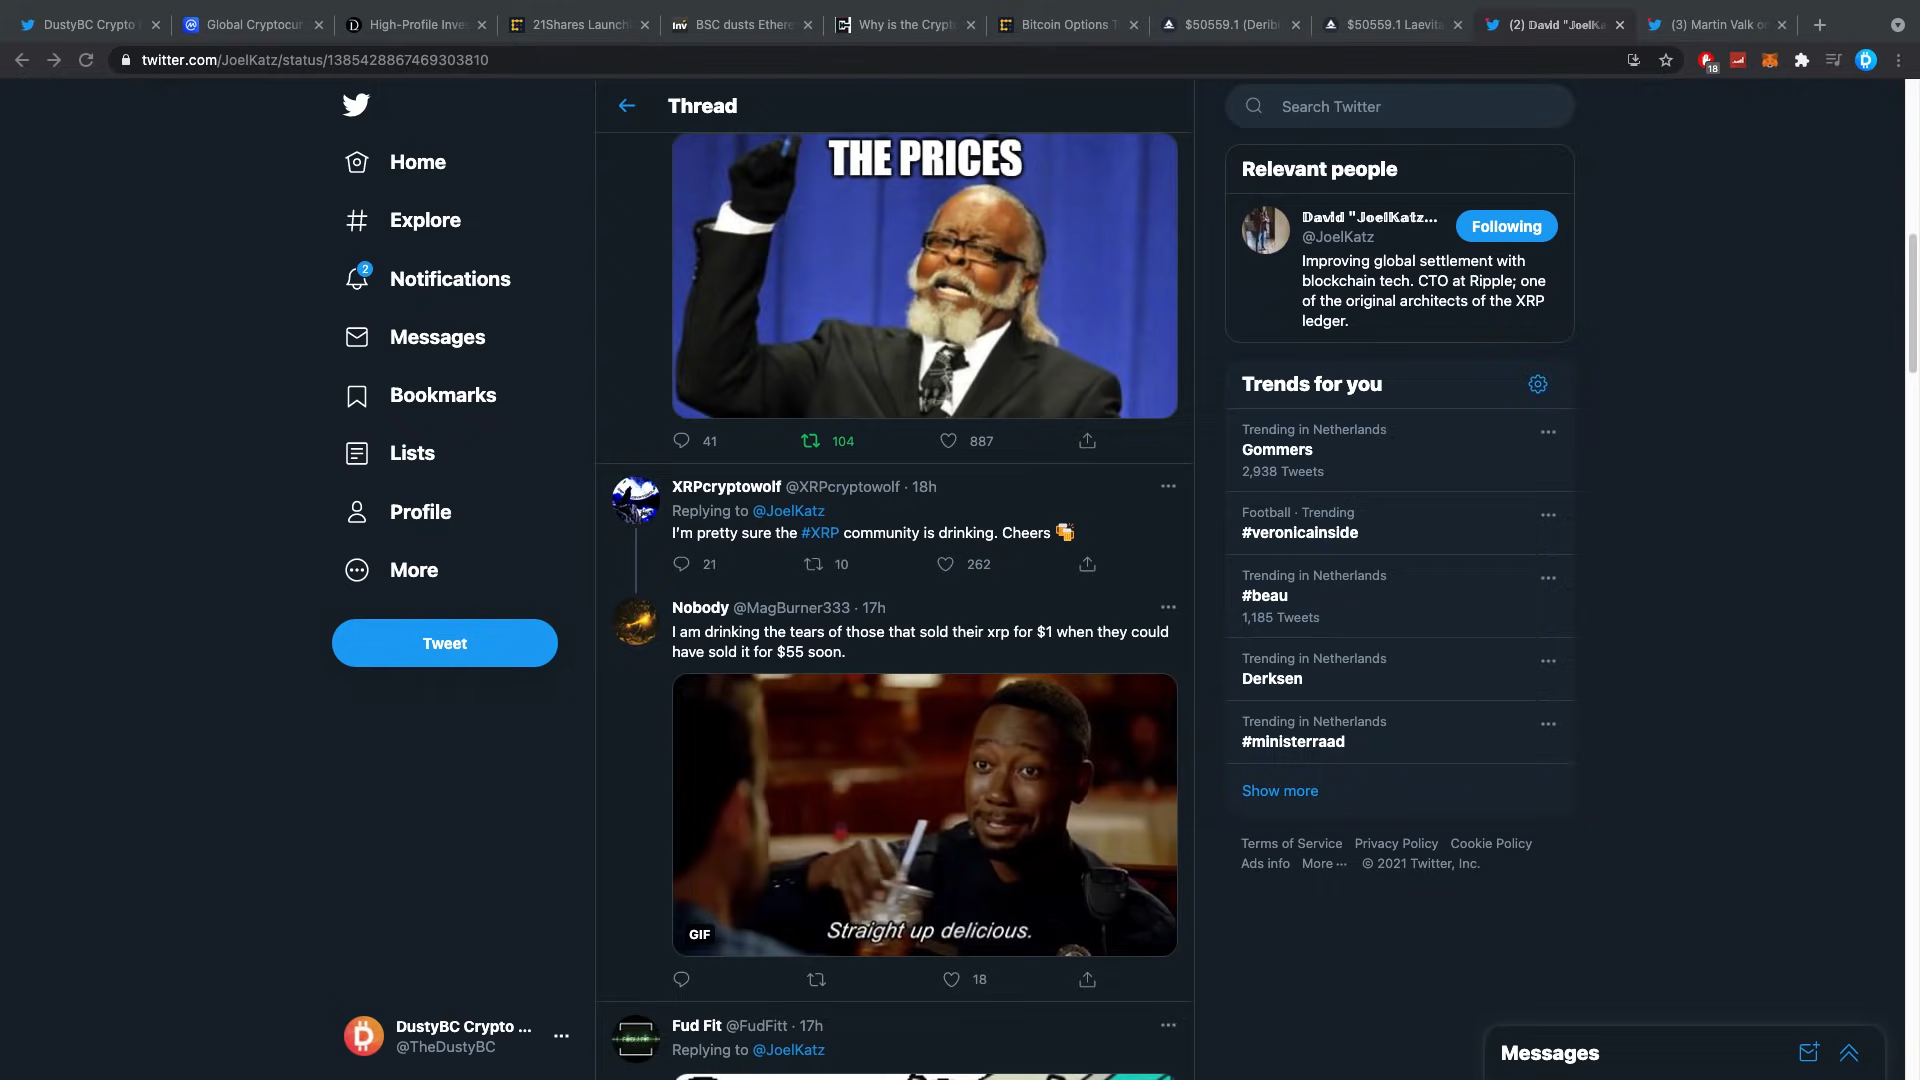 DustyBC Crypto
Global Cryptocur
High-Profile Inve
21Shares Launch
BSC dusts Ethere
Why is the Crypt
Bitcoin Options T
$50559.1 (Derib
$50559.1 Laevita
(2) David "JoelKa
(3) Martin Valk o
twitter.com/JoelKatz/status/1385428867469303810
18
Home
Explore
2
Notifications
Messages
Bookmarks
Lists
Profile
More
Tweet
DustyBC Crypto ...
@TheDustyBC
Thread
THE PRICES
41 104 887
XRPcryptowolf @XRPcryptowolf · 18h
Replying to @JoelKatz
I'm pretty sure the #XRP community is drinking. Cheers 🍻
21 10 262
Nobody @MagBurner333 · 17h
I am drinking the tears of those that sold their xrp for $1 when they could
have sold it for $55 soon.
Straight up delicious.
GIF
18
Fud Fit @FudFitt · 17h
Replying to @JoelKatz
Search Twitter
Relevant people
David "JoelKatz...
@JoelKatz
Following
Improving global settlement with
blockchain tech. CTO at Ripple; one
of the original architects of the XRP
ledger.
Trends for you
Trending in Netherlands
Gommers
2,938 Tweets
Football · Trending
#veronicainside
Trending in Netherlands
#beau
1,185 Tweets
Trending in Netherlands
Derksen
Trending in Netherlands
#ministerraad
Show more
Terms of Service Privacy Policy Cookie Policy
Ads info More ··· © 2021 Twitter, Inc.
Messages